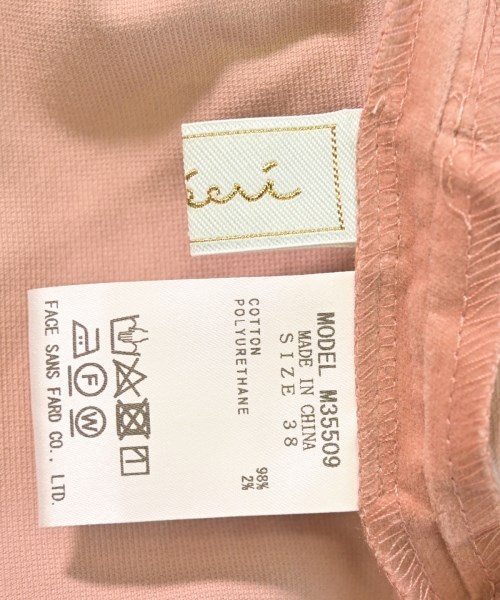 MODEL M35509
MADE IN CHINA
SIZE 38
COTTON 98%
POLYURETHANE 2%
F W
FACE SANS FARD CO., LTD.